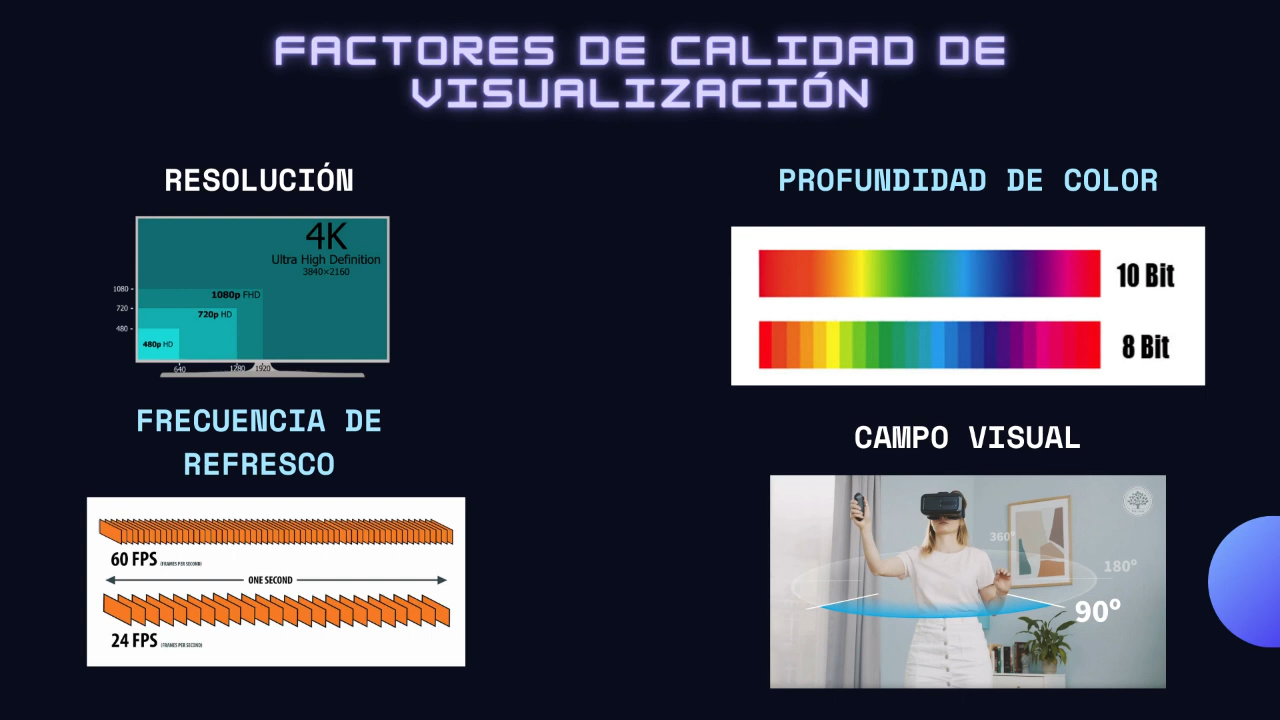 FACTORES DE CALIDAD DE
VISUALIZACIÓN
RESOLUCIÓN
4K
Ultra High Definition
3840×2160
1080
1080p FHD
720
720p HD
480
480p HD
640
1280
1920
FRECUENCIA DE
REFRESCO
60 FPS (FRAMES PER SECOND)
ONE SECOND
24 FPS (FRAMES PER SECOND)
PROFUNDIDAD DE COLOR
10 Bit
8 Bit
CAMPO VISUAL
360º
180º
90º